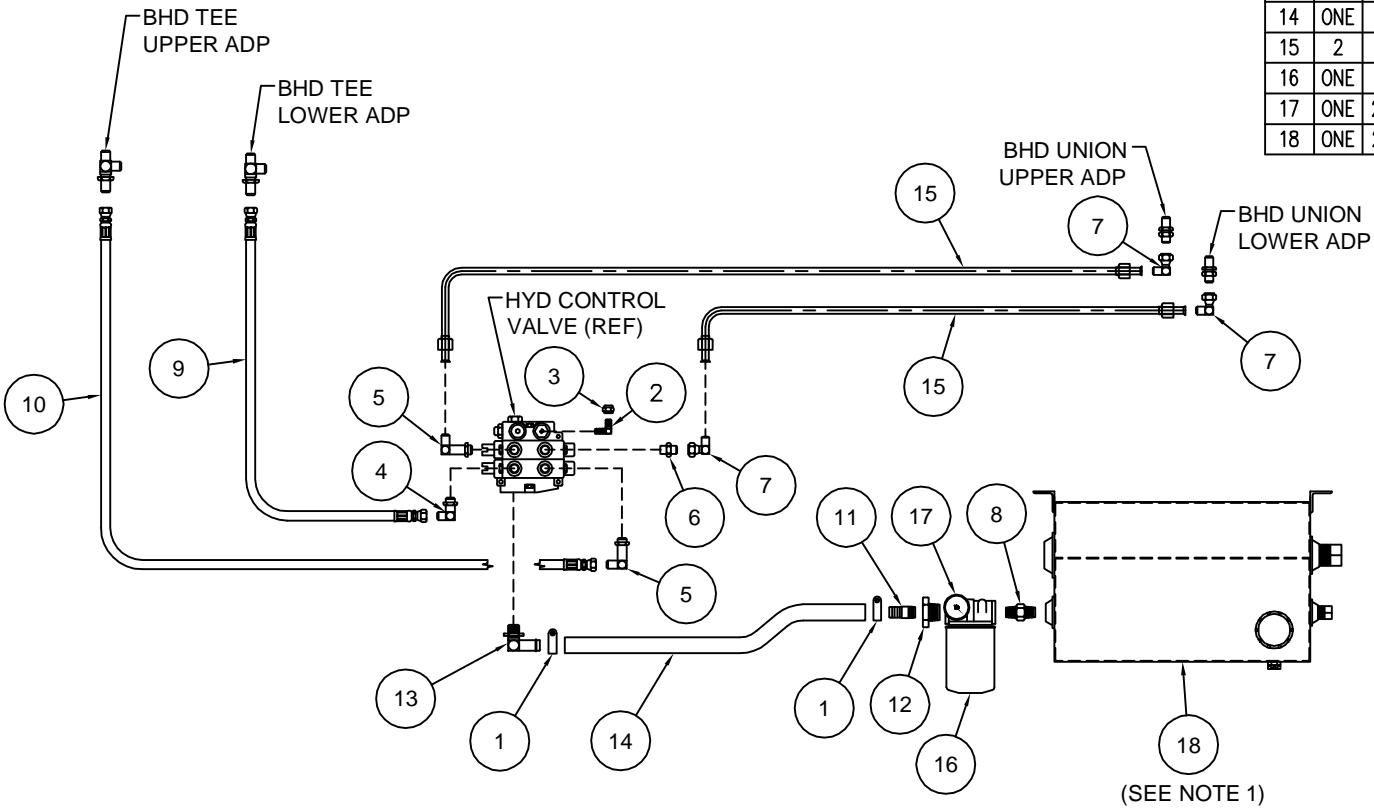 BHD TEE
UPPER ADP
BHD TEE
LOWER ADP
14 ONE
15 2
16 ONE
17 ONE
18 ONE
BHD UNION
UPPER ADP
15
7
BHD UNION
LOWER ADP
HYD CONTROL
VALVE (REF)
3
2
15
7
10
9
5
4
6
7
11
17
8
5
13
1
14
1
12
16
18
(SEE NOTE 1)